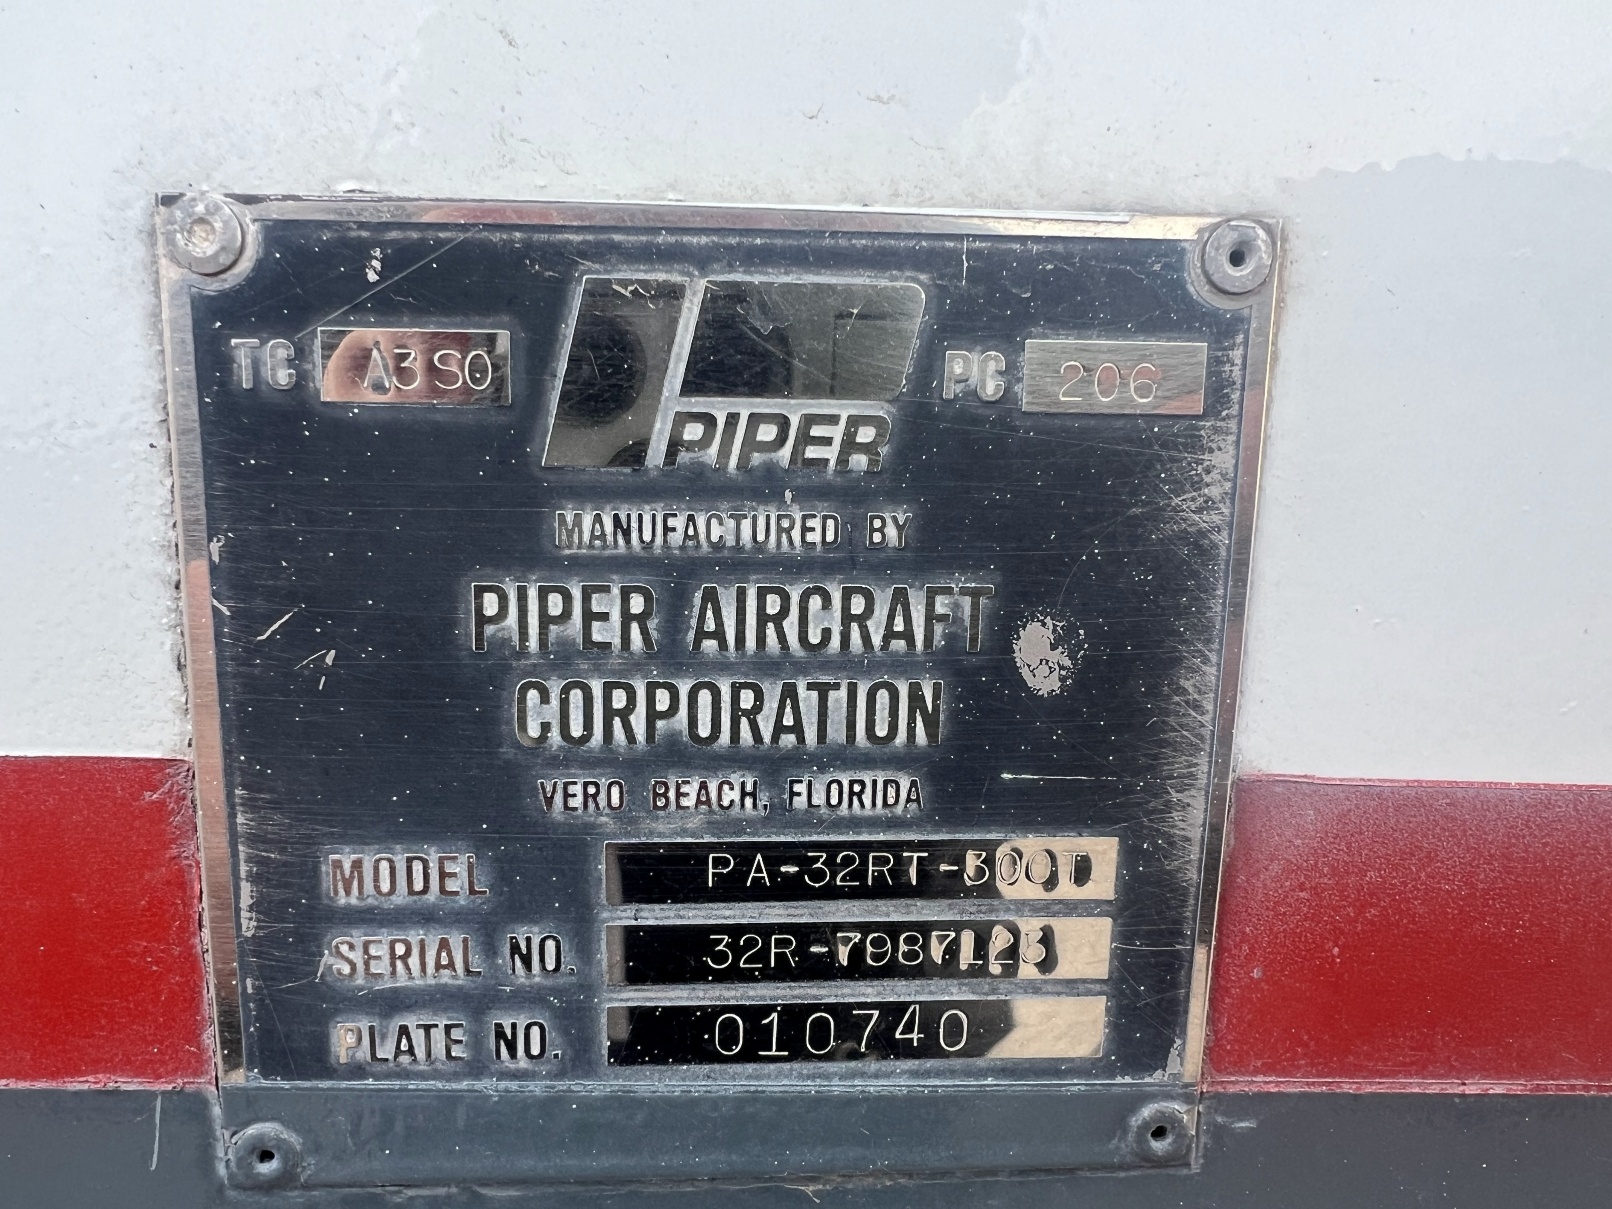 TC A3SO PIPER PC 206
MANUFACTURED BY
PIPER AIRCRAFT
CORPORATION
VERO BEACH, FLORIDA
MODEL PA-32RT-300T
SERIAL NO. 32R-7987123
PLATE NO. 010740